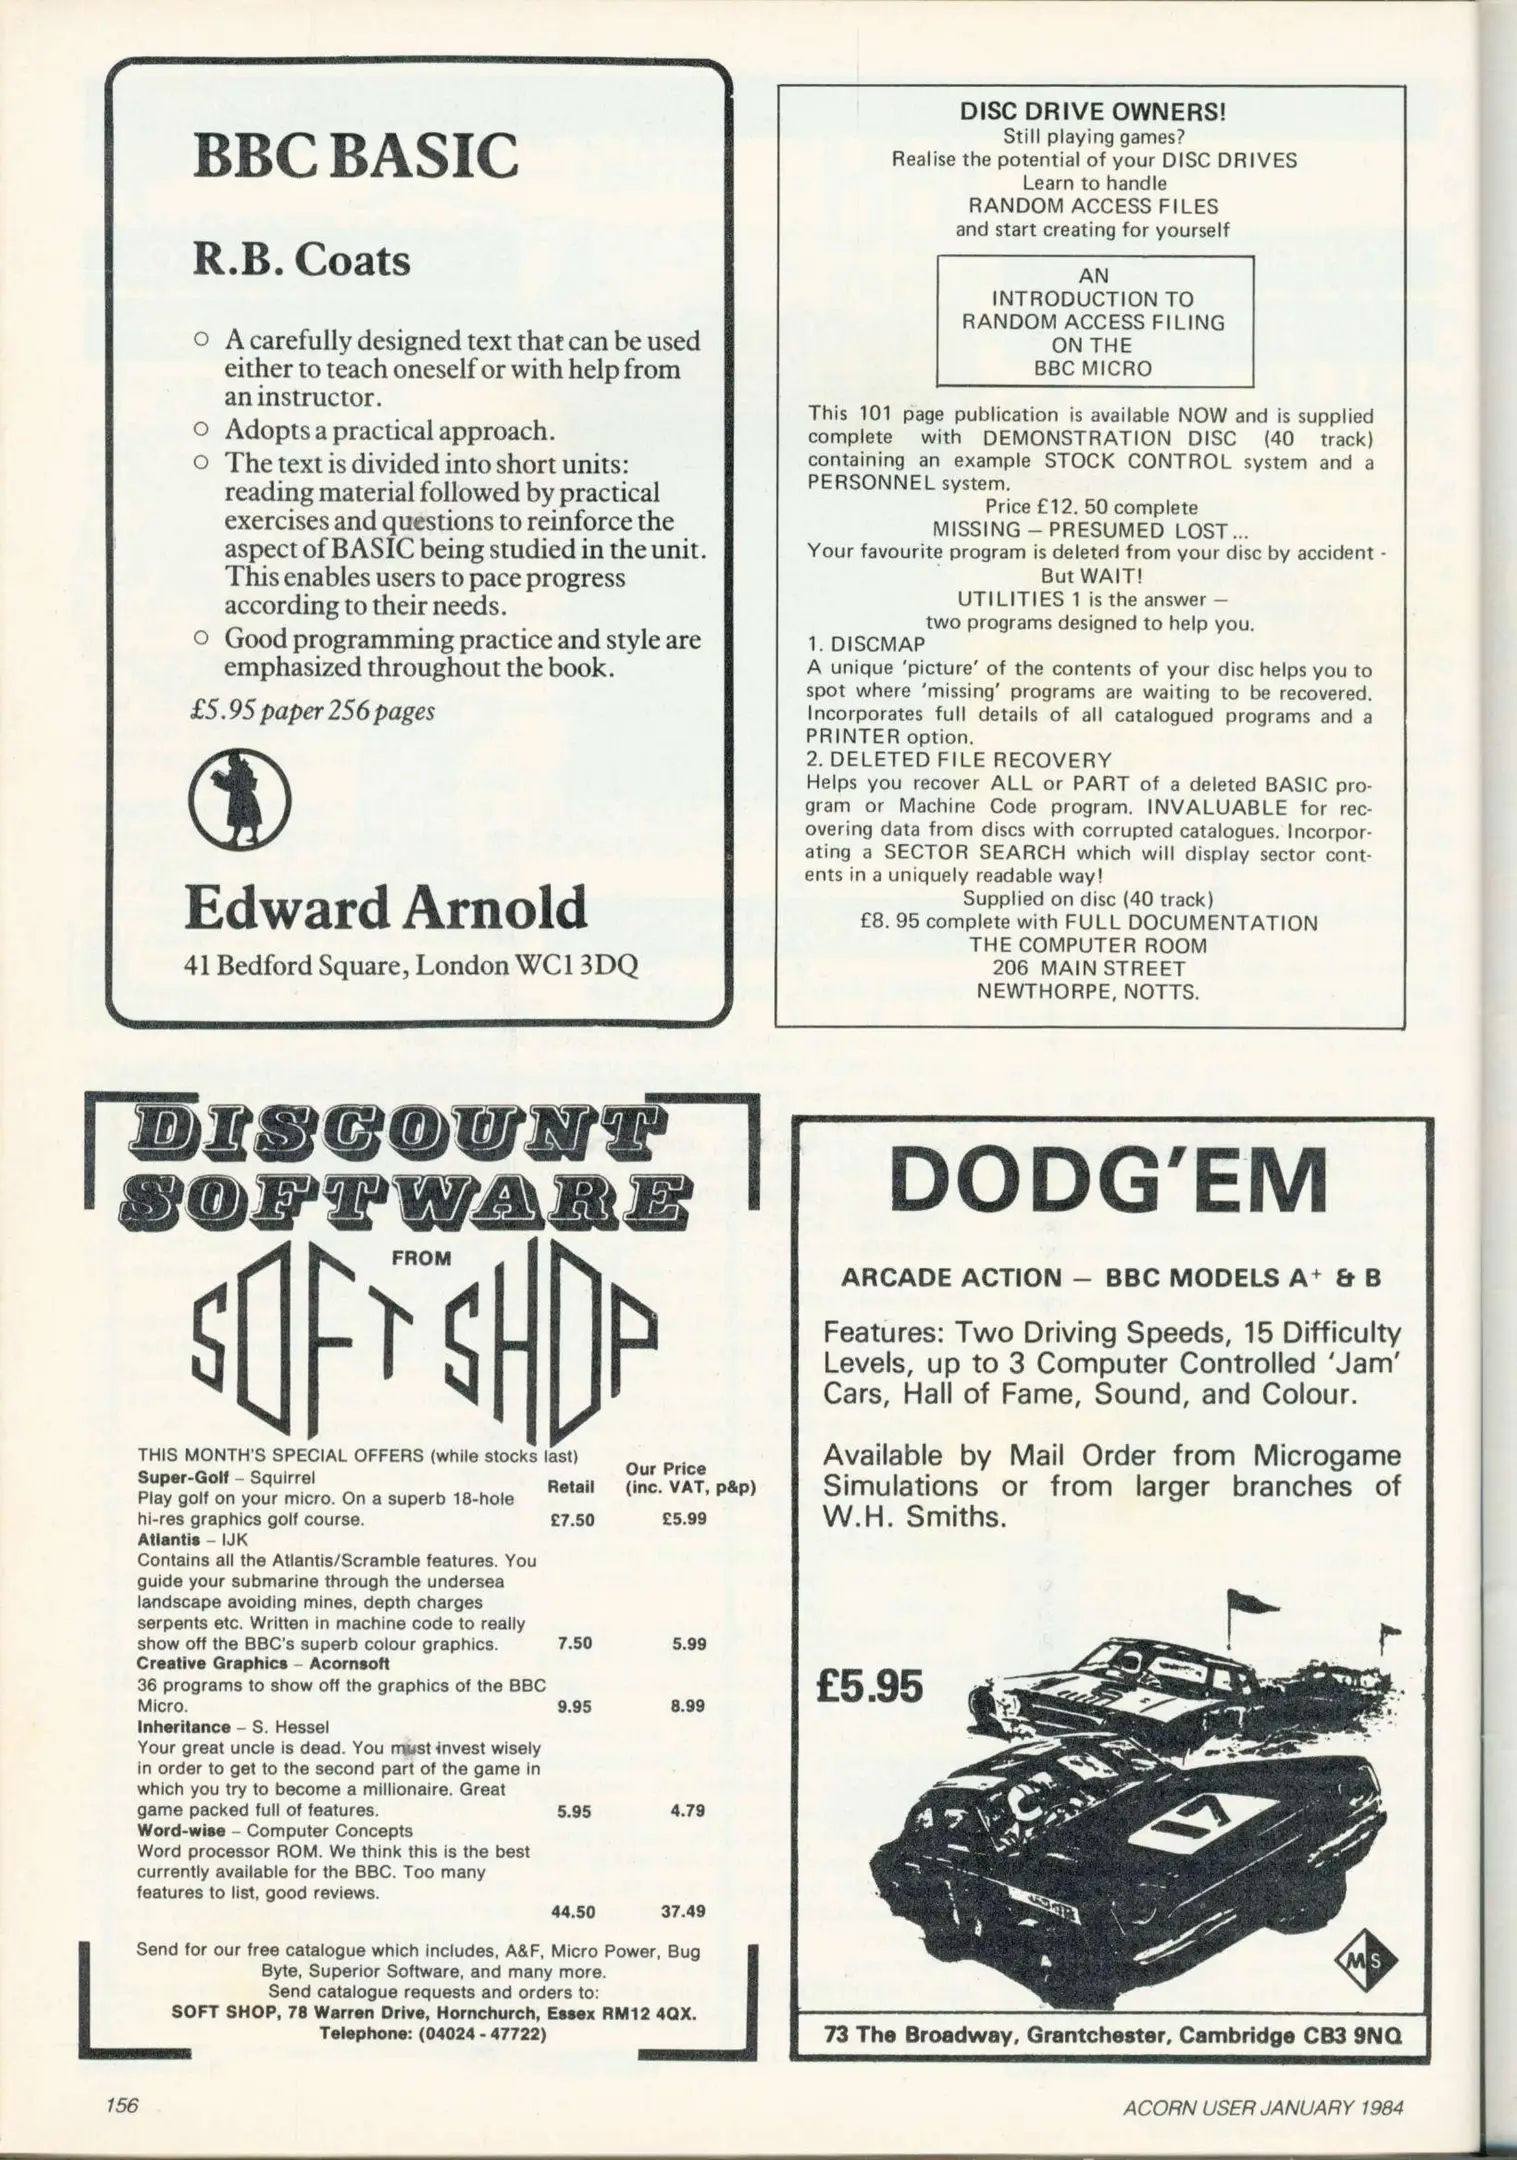 BBC BASIC
R.B. Coats
○ A carefully designed text that can be used
either to teach oneself or with help from
an instructor.
○ Adopts a practical approach.
○ The text is divided into short units:
reading material followed by practical
exercises and questions to reinforce the
aspect of BASIC being studied in the unit.
This enables users to pace progress
according to their needs.
○ Good programming practice and style are
emphasized throughout the book.
£5.95 paper 256 pages
Edward Arnold
41 Bedford Square, London WC1 3DQ
DISC DRIVE OWNERS!
Still playing games?
Realise the potential of your DISC DRIVES
Learn to handle
RANDOM ACCESS FILES
and start creating for yourself
AN
INTRODUCTION TO
RANDOM ACCESS FILING
ON THE
BBC MICRO
This 101 page publication is available NOW and is supplied
complete with DEMONSTRATION DISC (40 track)
containing an example STOCK CONTROL system and a
PERSONNEL system.
Price £12. 50 complete
MISSING – PRESUMED LOST ...
Your favourite program is deleted from your disc by accident -
But WAIT!
UTILITIES 1 is the answer –
two programs designed to help you.
1. DISCMAP
A unique 'picture' of the contents of your disc helps you to
spot where 'missing' programs are waiting to be recovered.
Incorporates full details of all catalogued programs and a
PRINTER option.
2. DELETED FILE RECOVERY
Helps you recover ALL or PART of a deleted BASIC pro-
gram or Machine Code program. INVALUABLE for rec-
overing data from discs with corrupted catalogues. Incorpor-
ating a SECTOR SEARCH which will display sector cont-
ents in a uniquely readable way!
Supplied on disc (40 track)
£8. 95 complete with FULL DOCUMENTATION
THE COMPUTER ROOM
206 MAIN STREET
NEWTHORPE, NOTTS.
DISCOUNT
SOFTWARE
FROM
SOFT SHOP
THIS MONTH'S SPECIAL OFFERS (while stocks last)
Super-Golf – Squirrel Retail Our Price (inc. VAT, p&p)
Play golf on your micro. On a superb 18-hole
hi-res graphics golf course. £7.50 £5.99
Atlantis – IJK
Contains all the Atlantis/Scramble features. You
guide your submarine through the undersea
landscape avoiding mines, depth charges
serpents etc. Written in machine code to really
show off the BBC's superb colour graphics. 7.50 5.99
Creative Graphics – Acornsoft
36 programs to show off the graphics of the BBC
Micro. 9.95 8.99
Inheritance – S. Hessel
Your great uncle is dead. You must invest wisely
in order to get to the second part of the game in
which you try to become a millionaire. Great
game packed full of features. 5.95 4.79
Word-wise – Computer Concepts
Word processor ROM. We think this is the best
currently available for the BBC. Too many
features to list, good reviews.
44.50 37.49
Send for our free catalogue which includes, A&F, Micro Power, Bug
Byte, Superior Software, and many more.
Send catalogue requests and orders to:
SOFT SHOP, 78 Warren Drive, Hornchurch, Essex RM12 4QX.
Telephone: (04024 - 47722)
DODG'EM
ARCADE ACTION – BBC MODELS A+ & B
Features: Two Driving Speeds, 15 Difficulty
Levels, up to 3 Computer Controlled 'Jam'
Cars, Hall of Fame, Sound, and Colour.
Available by Mail Order from Microgame
Simulations or from larger branches of
W.H. Smiths.
£5.95
17
MS
73 The Broadway, Grantchester, Cambridge CB3 9NQ
156
ACORN USER JANUARY 1984